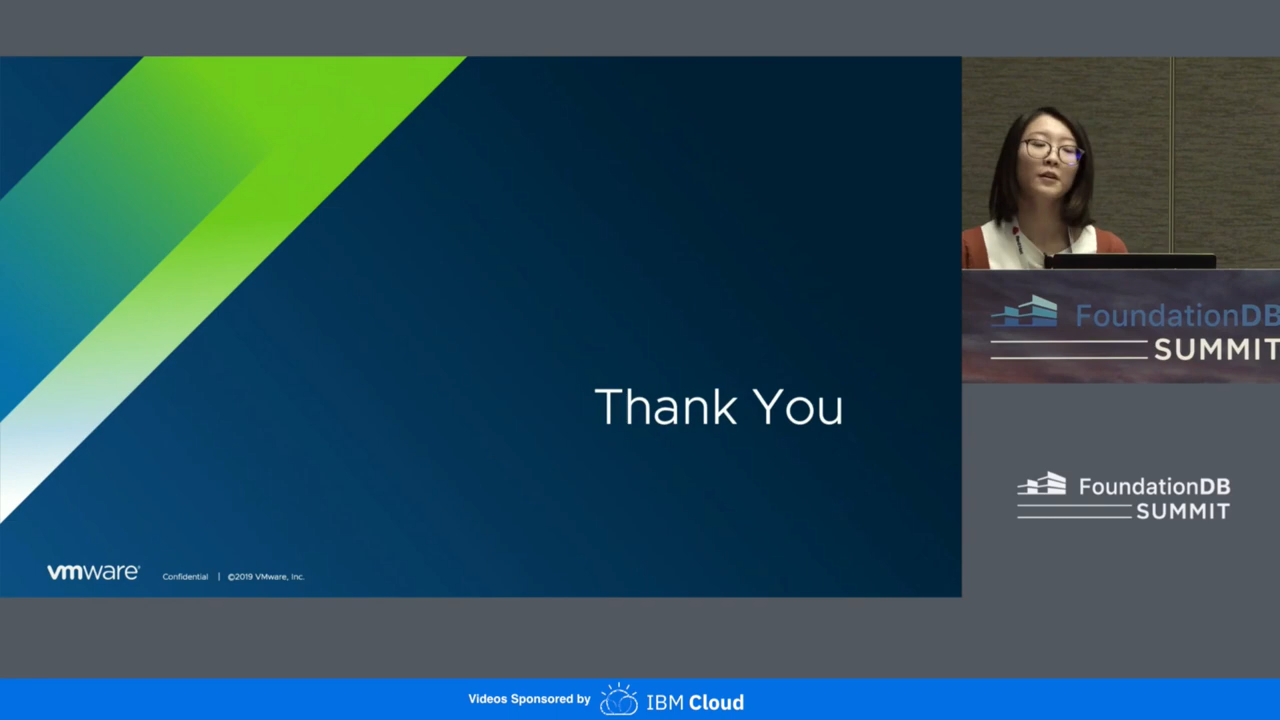 Thank You
vmware®
Confidential | ©2019 VMware, Inc.
FoundationDB
SUMMIT
FoundationDB
SUMMIT
Videos Sponsored by IBM Cloud